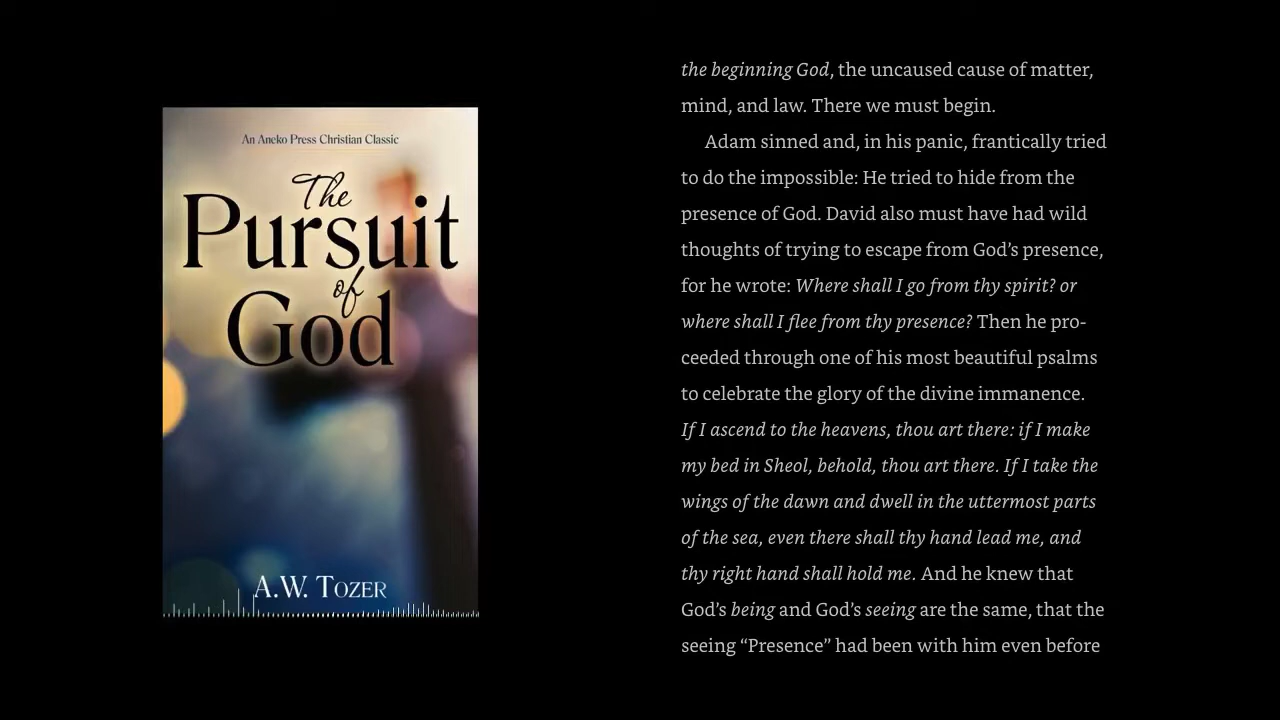 An Aneko Press Christian Classic
The
Pursuit
of
God
A.W. Tozer
the beginning God, the uncaused cause of matter,
mind, and law. There we must begin.
Adam sinned and, in his panic, frantically tried
to do the impossible: He tried to hide from the
presence of God. David also must have had wild
thoughts of trying to escape from God’s presence,
for he wrote: Where shall I go from thy spirit? or
where shall I flee from thy presence? Then he pro-
ceeded through one of his most beautiful psalms
to celebrate the glory of the divine immanence.
If I ascend to the heavens, thou art there: if I make
my bed in Sheol, behold, thou art there. If I take the
wings of the dawn and dwell in the uttermost parts
of the sea, even there shall thy hand lead me, and
thy right hand shall hold me. And he knew that
God’s being and God’s seeing are the same, that the
seeing “Presence” had been with him even before